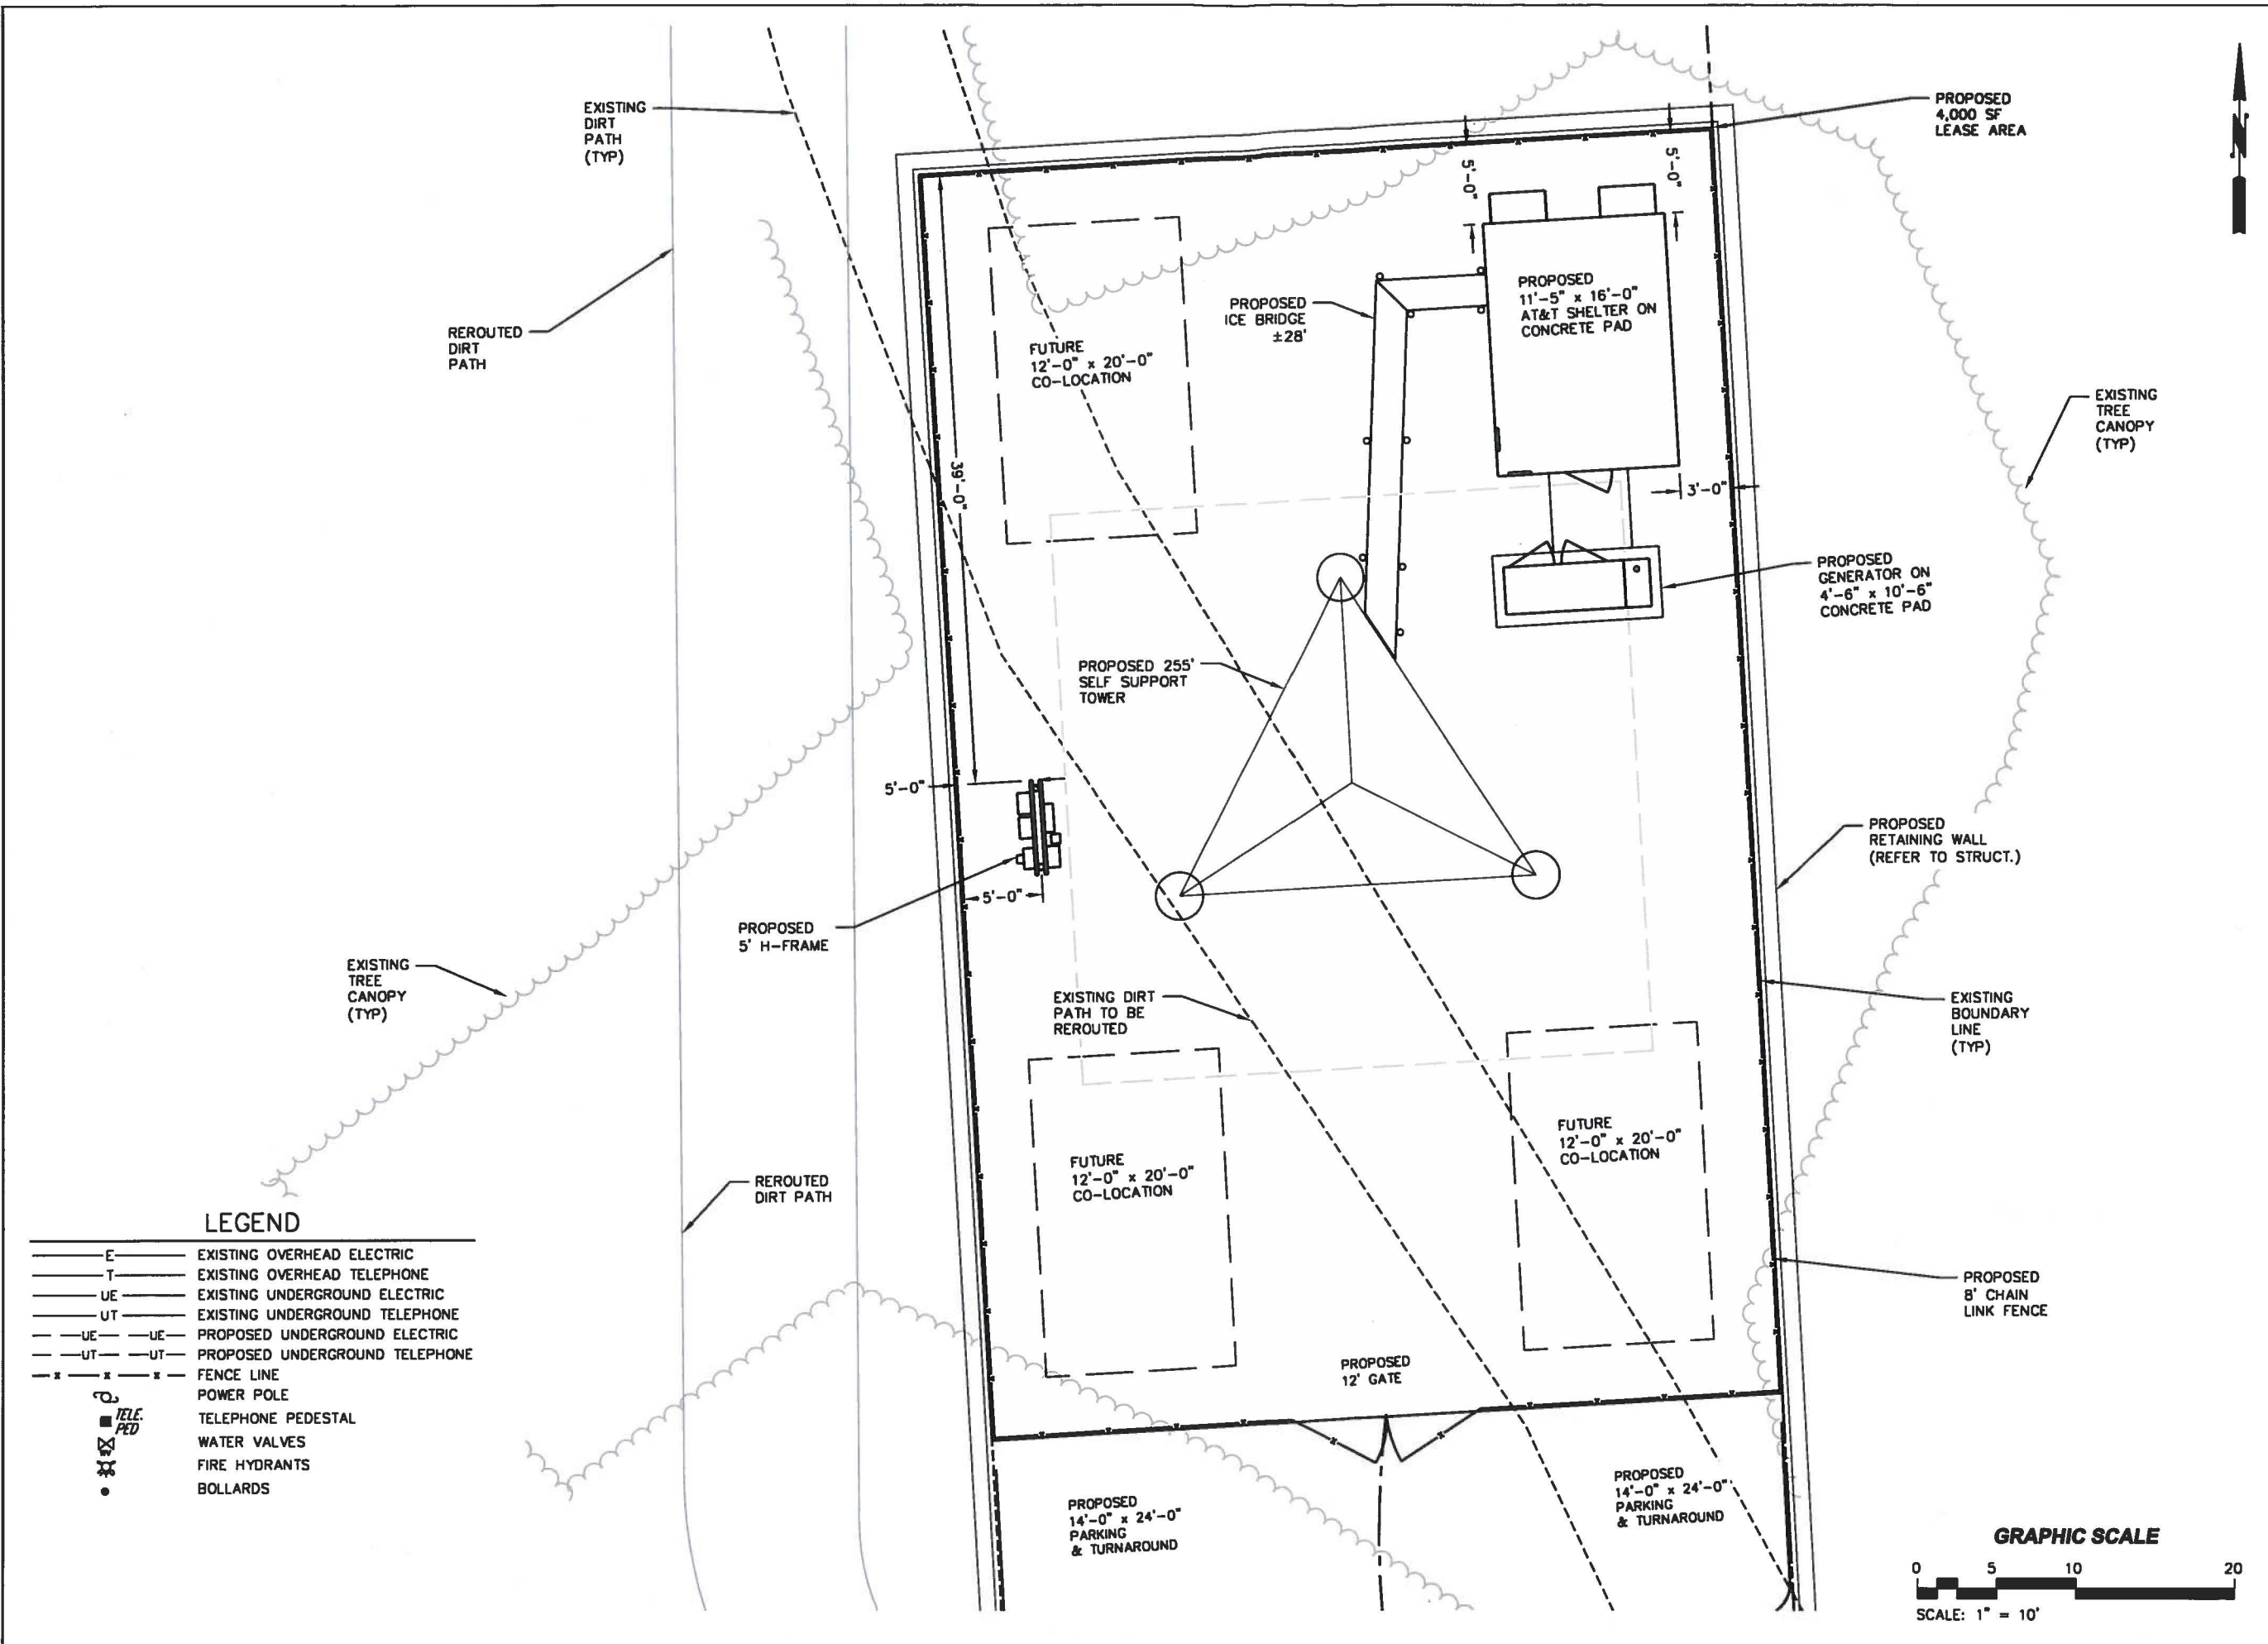 EXISTING
DIRT
PATH
(TYP)
PROPOSED
4,000 SF
LEASE AREA
N
5'-0"
5'-0"
REROUTED
DIRT
PATH
PROPOSED
ICE BRIDGE
±28'
PROPOSED
11'-5" x 16'-0"
AT&T SHELTER ON
CONCRETE PAD
FUTURE
12'-0" x 20'-0"
CO-LOCATION
EXISTING
TREE
CANOPY
(TYP)
39'-0"
3'-0"
PROPOSED
GENERATOR ON
4'-6" x 10'-6"
CONCRETE PAD
PROPOSED 255'
SELF SUPPORT
TOWER
5'-0"
5'-0"
PROPOSED
RETAINING WALL
(REFER TO STRUCT.)
PROPOSED
5' H-FRAME
EXISTING
TREE
CANOPY
(TYP)
EXISTING DIRT
PATH TO BE
REROUTED
EXISTING
BOUNDARY
LINE
(TYP)
FUTURE
12'-0" x 20'-0"
CO-LOCATION
FUTURE
12'-0" x 20'-0"
CO-LOCATION
REROUTED
DIRT PATH
PROPOSED
8' CHAIN
LINK FENCE
PROPOSED
12' GATE
PROPOSED
14'-0" x 24'-0"
PARKING
& TURNAROUND
PROPOSED
14'-0" x 24'-0"
PARKING
& TURNAROUND
LEGEND
E EXISTING OVERHEAD ELECTRIC
T EXISTING OVERHEAD TELEPHONE
UE EXISTING UNDERGROUND ELECTRIC
UT EXISTING UNDERGROUND TELEPHONE
UE UE PROPOSED UNDERGROUND ELECTRIC
UT UT PROPOSED UNDERGROUND TELEPHONE
x x x FENCE LINE
POWER POLE
TELE. PED TELEPHONE PEDESTAL
WATER VALVES
FIRE HYDRANTS
BOLLARDS
GRAPHIC SCALE
0 5 10 20
SCALE: 1" = 10'